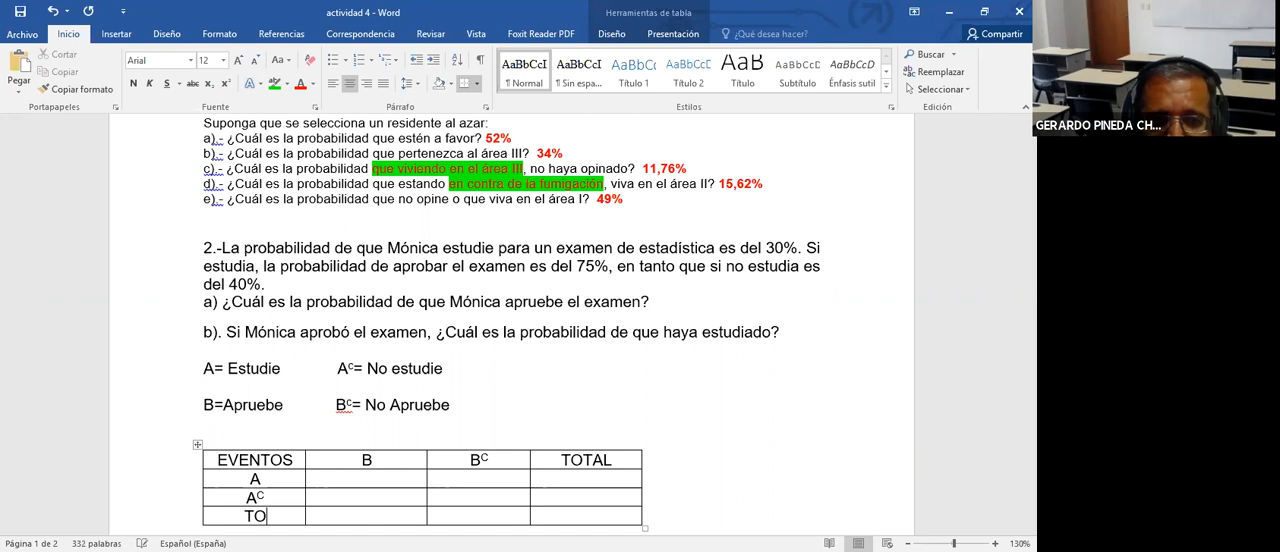 actividad 4 - Word
Herramientas de tabla
Archivo Inicio Insertar Diseño Formato Referencias Correspondencia Revisar Vista Foxit Reader PDF Diseño Presentación ¿Qué desea hacer? Compartir
Pegar
Cortar
Copiar
Copiar formato
Arial 12
N K S abc x₂ x²
AaBbCcI AaBbCcI AaBbCc AaBbCcI AaBbC AaBbCcD AaBbCcDd
¶ Normal ¶ Sin espa... Título 1 Título 2 Título Subtítulo Énfasis sutil
Buscar
Reemplazar
Seleccionar
Portapapeles Fuente Párrafo Estilos Edición
GERARDO PINEDA CH...
Suponga que se selecciona un residente al azar:
a).- ¿Cuál es la probabilidad que estén a favor? 52%
b).- ¿Cuál es la probabilidad que pertenezca al área III? 34%
c).- ¿Cuál es la probabilidad que viviendo en el área III, no haya opinado? 11,76%
d).- ¿Cuál es la probabilidad que estando en contra de la fumigación, viva en el área II? 15,62%
e).- ¿Cuál es la probabilidad que no opine o que viva en el área I? 49%
2.-La probabilidad de que Mónica estudie para un examen de estadística es del 30%. Si
estudia, la probabilidad de aprobar el examen es del 75%, en tanto que si no estudia es
del 40%.
a) ¿Cuál es la probabilidad de que Mónica apruebe el examen?
b). Si Mónica aprobó el examen, ¿Cuál es la probabilidad de que haya estudiado?
A= Estudie Aᶜ= No estudie
B=Apruebe Bᶜ= No Apruebe
EVENTOS B Bᶜ TOTAL
A
Aᶜ
TO
Página 1 de 2 332 palabras Español (España) 130%